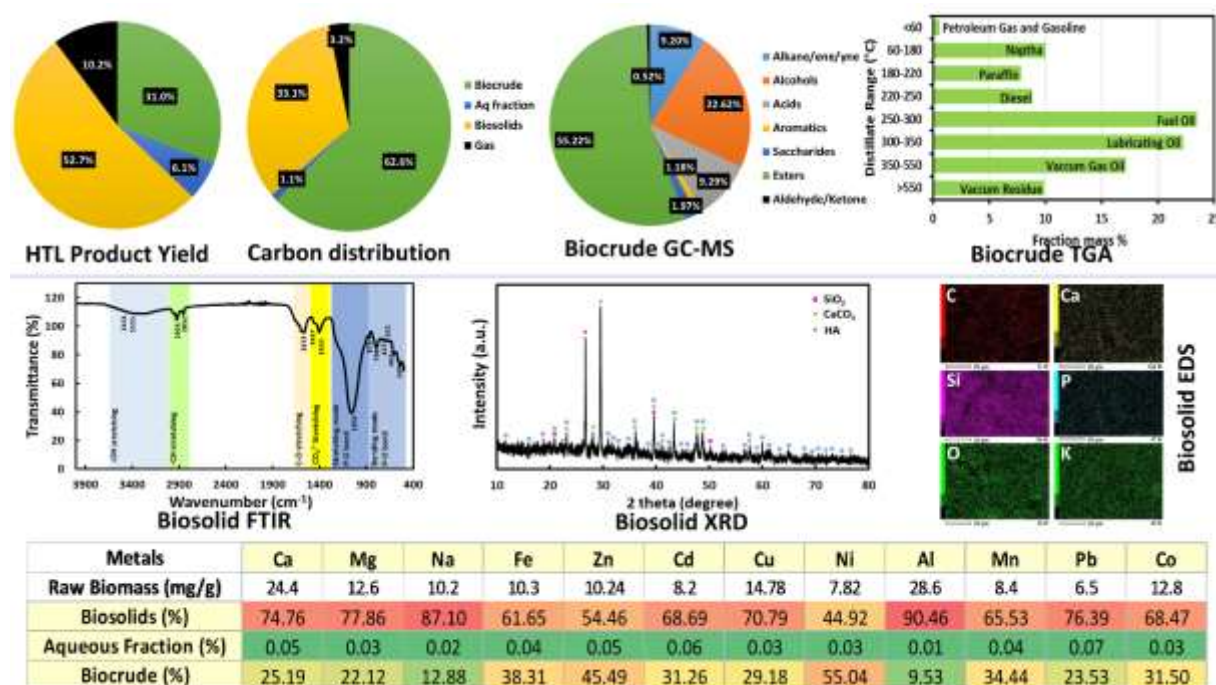 10.2%
31.0%
6.1%
52.7%
HTL Product Yield
3.2%
33.1%
62.6%
1.1%
Carbon distribution
Biocrude
Aq fraction
Biosolids
Gas
9.20%
0.52%
22.62%
55.22%
1.18%
9.29%
1.97%
Biocrude GC-MS
Alkane/ene/yne
Alcohols
Acids
Aromatics
Saccharides
Esters
Aldehyde/Ketone
Distillate Range (°C)
<60
60-180
180-220
220-250
250-300
300-350
350-550
>550
Petroleum Gas and Gasoline
Naptha
Paraffin
Diesel
Fuel Oil
Lubricating Oil
Vaccum Gas Oil
Vaccum Residue
0 5 10 15 20 25
Fraction mass %
Biocrude TGA
Transmittance (%)
120
100
80
60
40
20
0
3900 3400 2900 2400 1900 1400 900 400
Wavenumber (cm-1)
Biosolid FTIR
Intensity (a.u.)
SiO2
CaCO3
HA
10 20 30 40 50 60 70 80
2 theta (degree)
Biosolid XRD
C
Ca
Si
P
O
K
Biosolid EDS
Metals Ca Mg Na Fe Zn Cd Cu Ni Al Mn Pb Co
Raw Biomass (mg/g) 24.4 12.6 10.2 10.3 10.24 8.2 14.78 7.82 28.6 8.4 6.5 12.8
Biosolids (%) 74.76 77.86 87.10 61.65 54.46 68.69 70.79 44.92 90.46 65.53 76.39 68.47
Aqueous Fraction (%) 0.05 0.03 0.02 0.04 0.05 0.06 0.03 0.03 0.01 0.04 0.07 0.03
Biocrude (%) 25.19 22.12 12.88 38.31 45.49 31.26 29.18 55.04 9.53 34.44 23.53 31.50